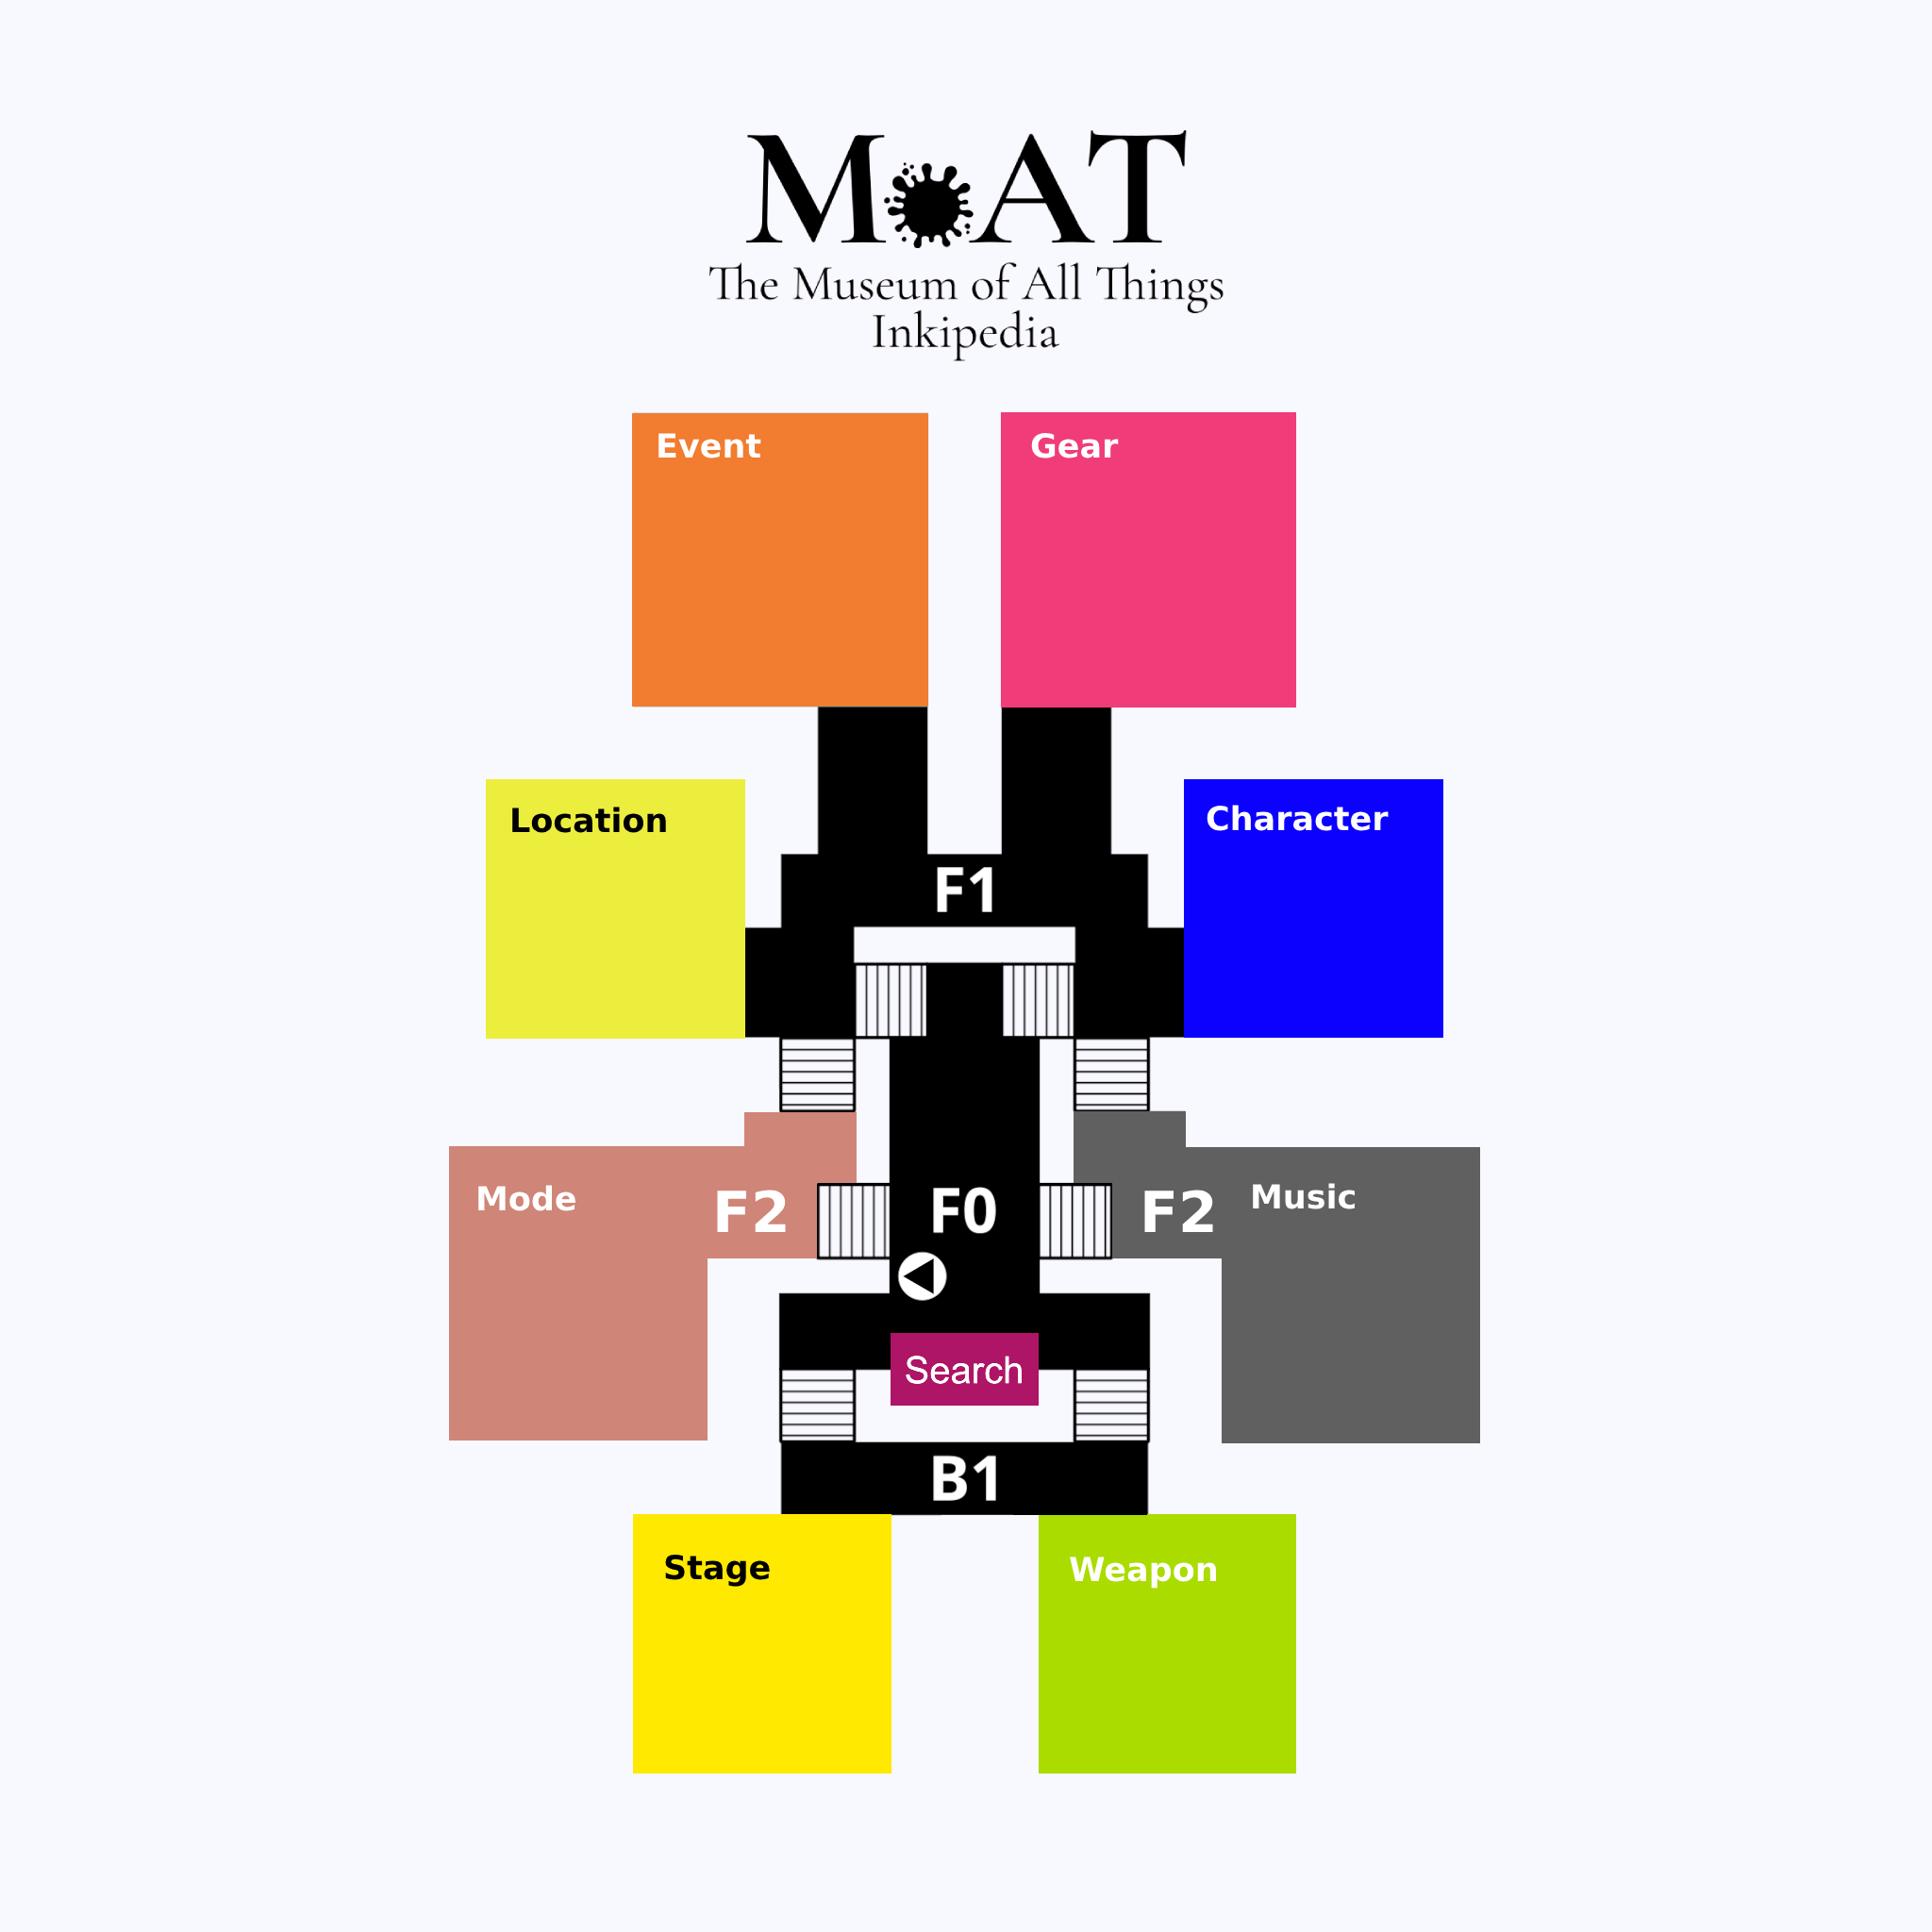 MAT
The Museum of All Things
Inkipedia
Event
Gear
Location
Character
F1
Mode
F2
F0
F2
Music
Search
B1
Stage
Weapon